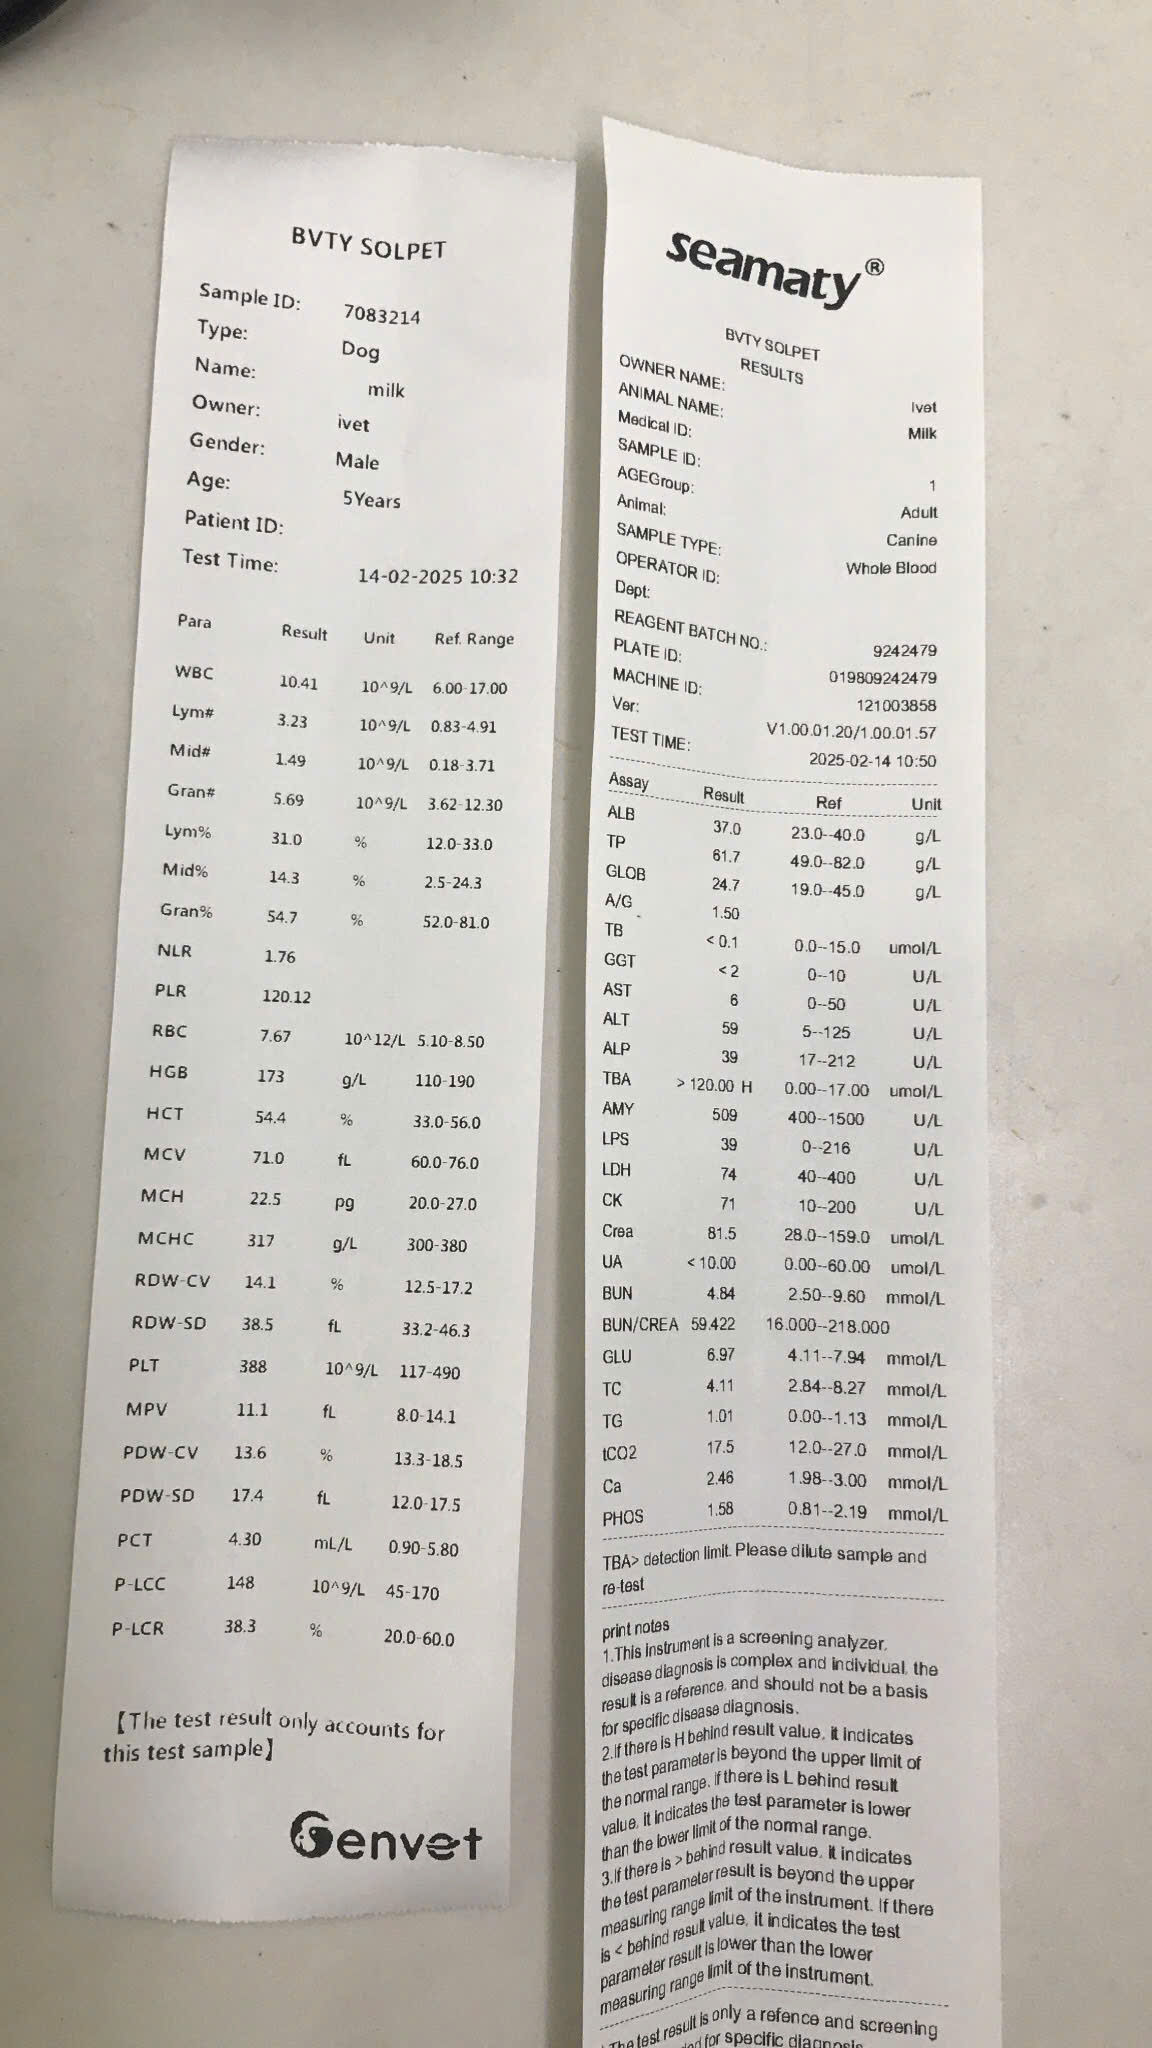 BVTY SOLPET
Sample ID: 7083214
Type: Dog
Name: milk
Owner: ivet
Gender: Male
Age: 5Years
Patient ID:
Test Time: 14-02-2025 10:32
Para Result Unit Ref. Range
WBC 10.41 10^9/L 6.00-17.00
Lym# 3.23 10^9/L 0.83-4.91
Mid# 1.49 10^9/L 0.18-3.71
Gran# 5.69 10^9/L 3.62-12.30
Lym% 31.0 % 12.0-33.0
Mid% 14.3 % 2.5-24.3
Gran% 54.7 % 52.0-81.0
NLR 1.76
PLR 120.12
RBC 7.67 10^12/L 5.10-8.50
HGB 173 g/L 110-190
HCT 54.4 % 33.0-56.0
MCV 71.0 fL 60.0-76.0
MCH 22.5 pg 20.0-27.0
MCHC 317 g/L 300-380
RDW-CV 14.1 % 12.5-17.2
RDW-SD 38.5 fL 33.2-46.3
PLT 388 10^9/L 117-490
MPV 11.1 fL 8.0-14.1
PDW-CV 13.6 % 13.3-18.5
PDW-SD 17.4 fL 12.0-17.5
PCT 4.30 mL/L 0.90-5.80
P-LCC 148 10^9/L 45-170
P-LCR 38.3 % 20.0-60.0
【The test result only accounts for
this test sample】
Genvet
seamaty®
BVTY SOLPET
RESULTS
OWNER NAME: Ivet
ANIMAL NAME: Milk
Medical ID:
SAMPLE ID: 1
AGEGroup: Adult
Animal: Canine
SAMPLE TYPE: Whole Blood
OPERATOR ID:
Dept:
REAGENT BATCH NO.: 9242479
PLATE ID: 019809242479
MACHINE ID: 121003858
Ver: V1.00.01.20/1.00.01.57
TEST TIME: 2025-02-14 10:50
Assay Result Ref Unit
ALB 37.0 23.0--40.0 g/L
TP 61.7 49.0--82.0 g/L
GLOB 24.7 19.0--45.0 g/L
A/G 1.50
TB <0.1 0.0--15.0 umol/L
GGT <2 0--10 U/L
AST 6 0--50 U/L
ALT 59 5--125 U/L
ALP 39 17--212 U/L
TBA >120.00 H 0.00--17.00 umol/L
AMY 509 400--1500 U/L
LPS 39 0--216 U/L
LDH 74 40--400 U/L
CK 71 10--200 U/L
Crea 81.5 28.0--159.0 umol/L
UA <10.00 0.00--60.00 umol/L
BUN 4.84 2.50--9.60 mmol/L
BUN/CREA 59.422 16.000--218.000
GLU 6.97 4.11--7.94 mmol/L
TC 4.11 2.84--8.27 mmol/L
TG 1.01 0.00--1.13 mmol/L
tCO2 17.5 12.0--27.0 mmol/L
Ca 2.46 1.98--3.00 mmol/L
PHOS 1.58 0.81--2.19 mmol/L
TBA> detection limit. Please dilute sample and
re-test
print notes
1.This instrument is a screening analyzer,
disease diagnosis is complex and individual, the
result is a reference, and should not be a basis
for specific disease diagnosis.
2.If there is H behind result value, it indicates
the test parameter is beyond the upper limit of
the normal range. If there is L behind result
value, it indicates the test parameter is lower
than the lower limit of the normal range.
3.If there is > behind result value, it indicates
the test parameter result is beyond the upper
measuring range limit of the instrument. If there
is < behind result value, it indicates the test
parameter result is lower than the lower
measuring range limit of the instrument.
The test result is only a refence and screening
for specific diagnosis